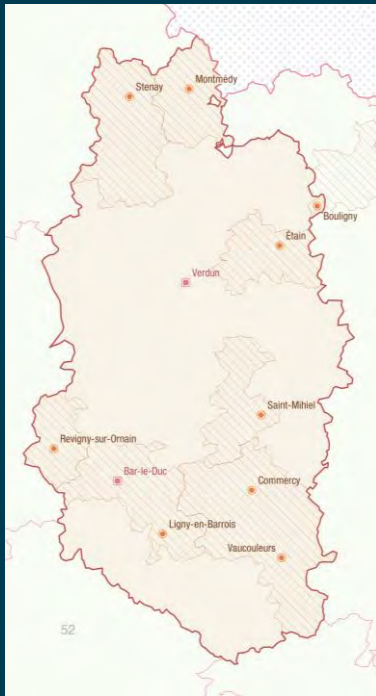 Montmédy
Stenay
Bouligny
Étain
Verdun
Saint-Mihiel
Revigny-sur-Ornain
Bar-le-Duc
Commercy
Ligny-en-Barrois
Vaucouleurs
52